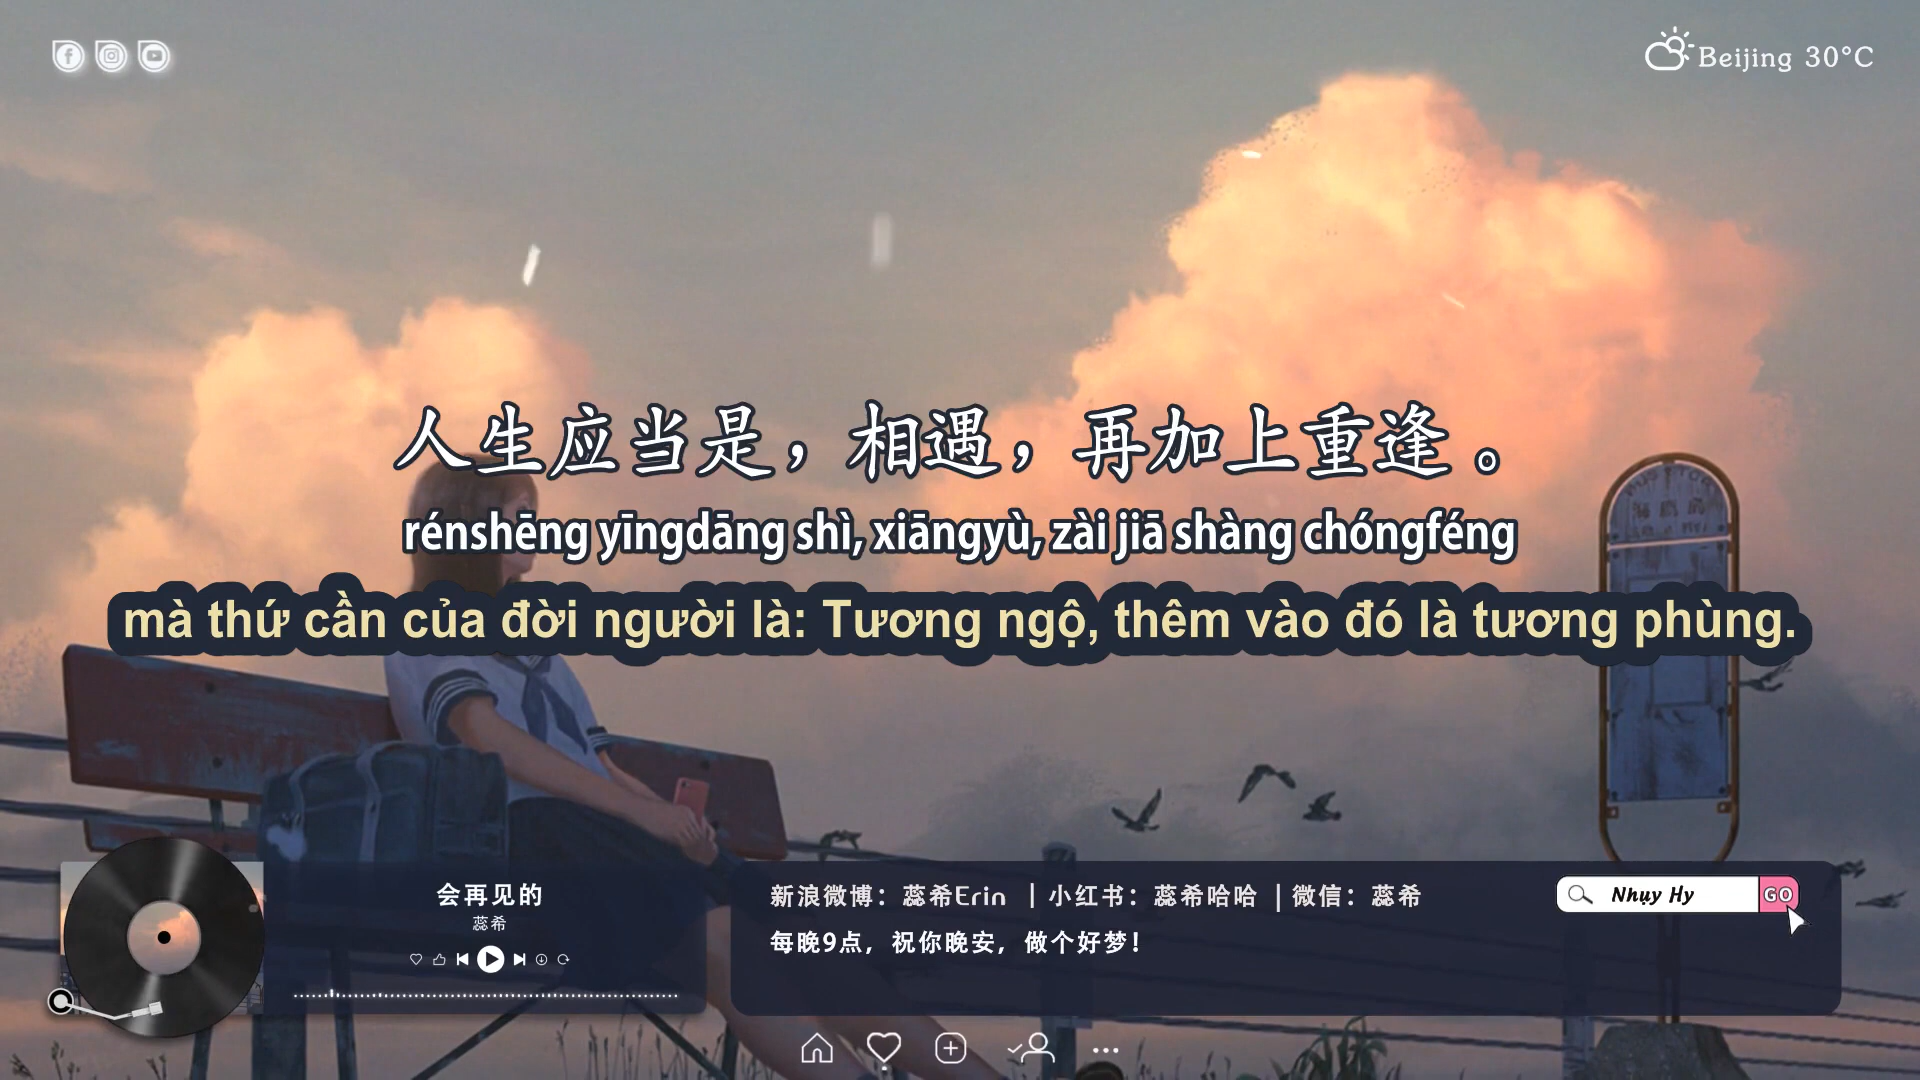 Beijing 30°C
人生应当是，相遇，再加上重逢。
rénshēng yīngdāng shì, xiāngyù, zài jiā shàng chóngféng
mà thứ cần của đời người là: Tương ngộ, thêm vào đó là tương phùng.
会再见的
蕊希
新浪微博：蕊希Erin ｜小红书：蕊希哈哈 ｜微信：蕊希
每晚9点，祝你晚安，做个好梦！
Nhụy Hy
GO